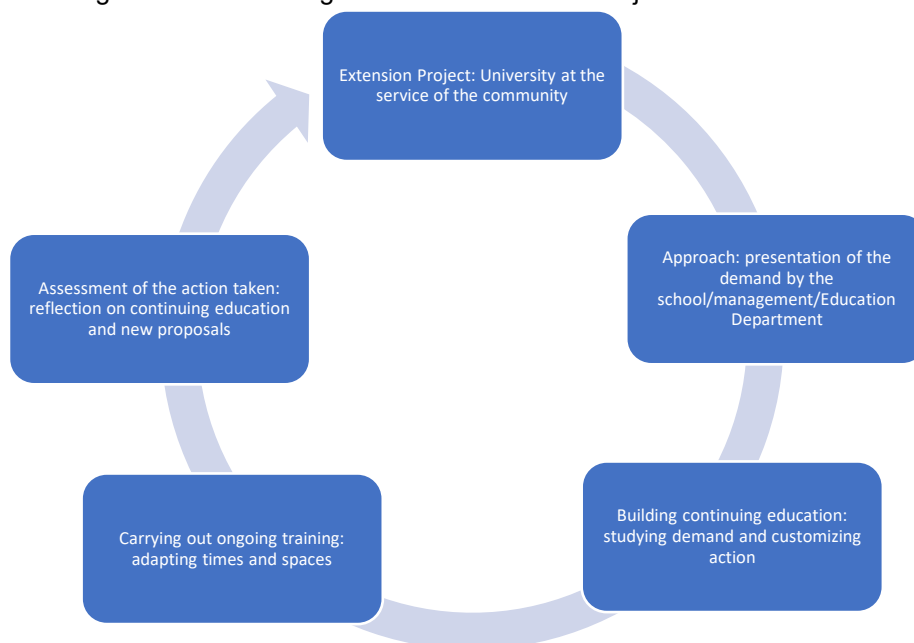 Extension Project: University at the
service of the community
Approach: presentation of the
demand by the
school/management/Education
Department
Building continuing education:
studying demand and customizing
action
Carrying out ongoing training:
adapting times and spaces
Assessment of the action taken:
reflection on continuing education
and new proposals